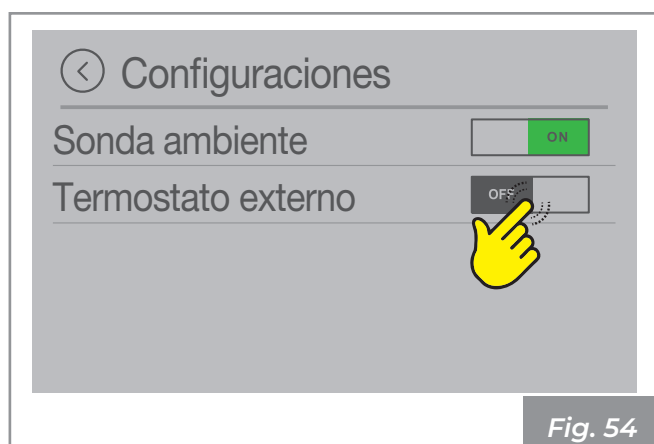 Configuraciones
Sonda ambiente ON
Termostato externo OFF
Fig. 54